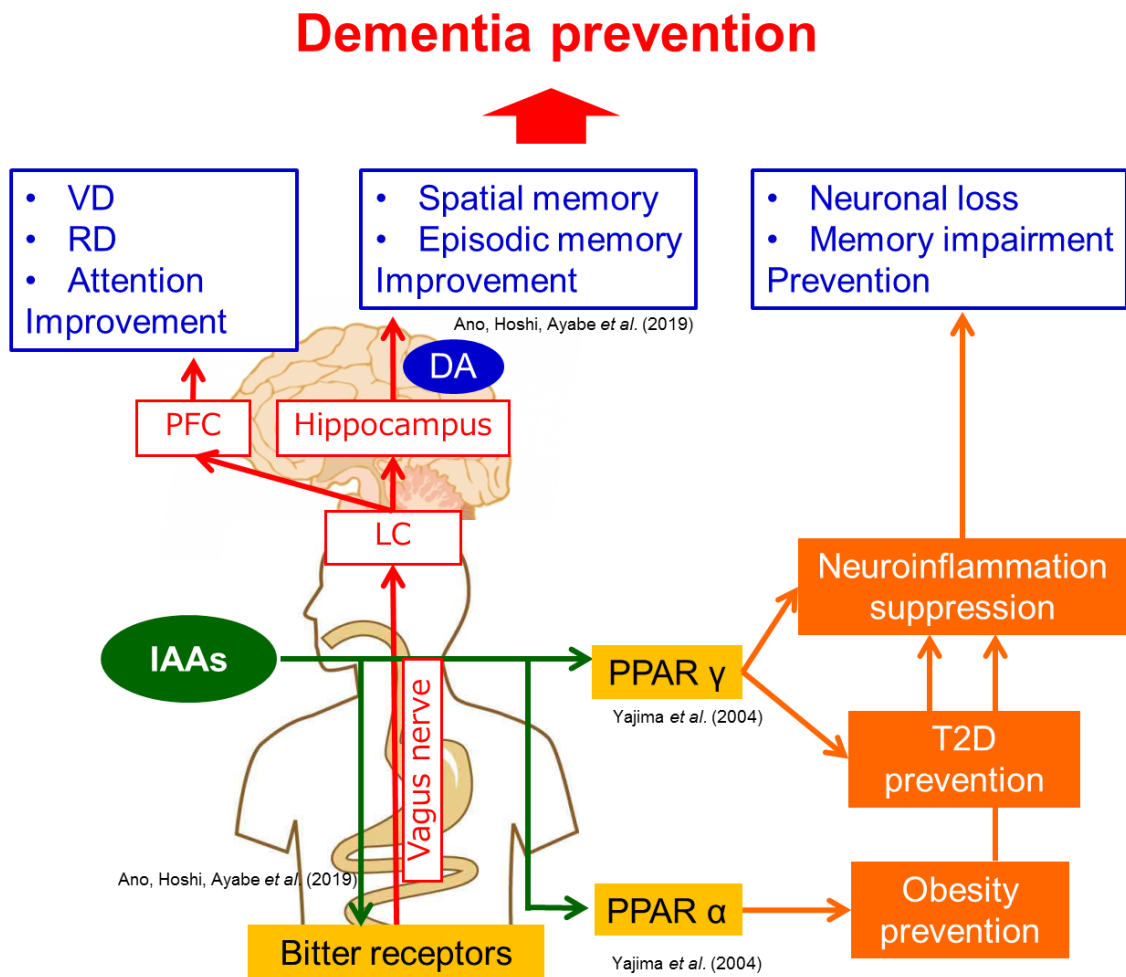 Dementia prevention
• VD
• RD
• Attention
Improvement
• Spatial memory
• Episodic memory
Improvement
• Neuronal loss
• Memory impairment
Prevention
Ano, Hoshi, Ayabe et al. (2019)
DA
PFC
Hippocampus
LC
Neuroinflammation
suppression
IAAs
PPAR γ
Yajima et al. (2004)
Vagus nerve
T2D
prevention
Ano, Hoshi, Ayabe et al. (2019)
PPAR α
Obesity
prevention
Bitter receptors
Yajima et al. (2004)